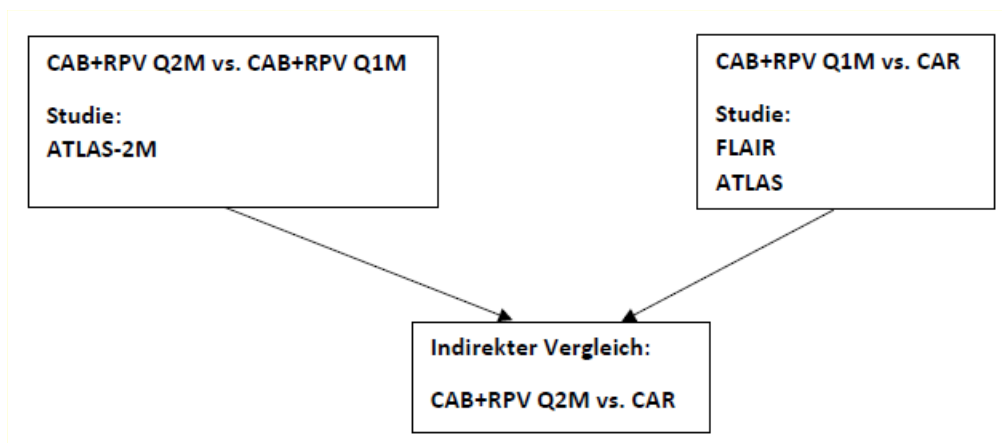 CAB+RPV Q2M vs. CAB+RPV Q1M
Studie:
ATLAS-2M
CAB+RPV Q1M vs. CAR
Studie:
FLAIR
ATLAS
Indirekter Vergleich:
CAB+RPV Q2M vs. CAR